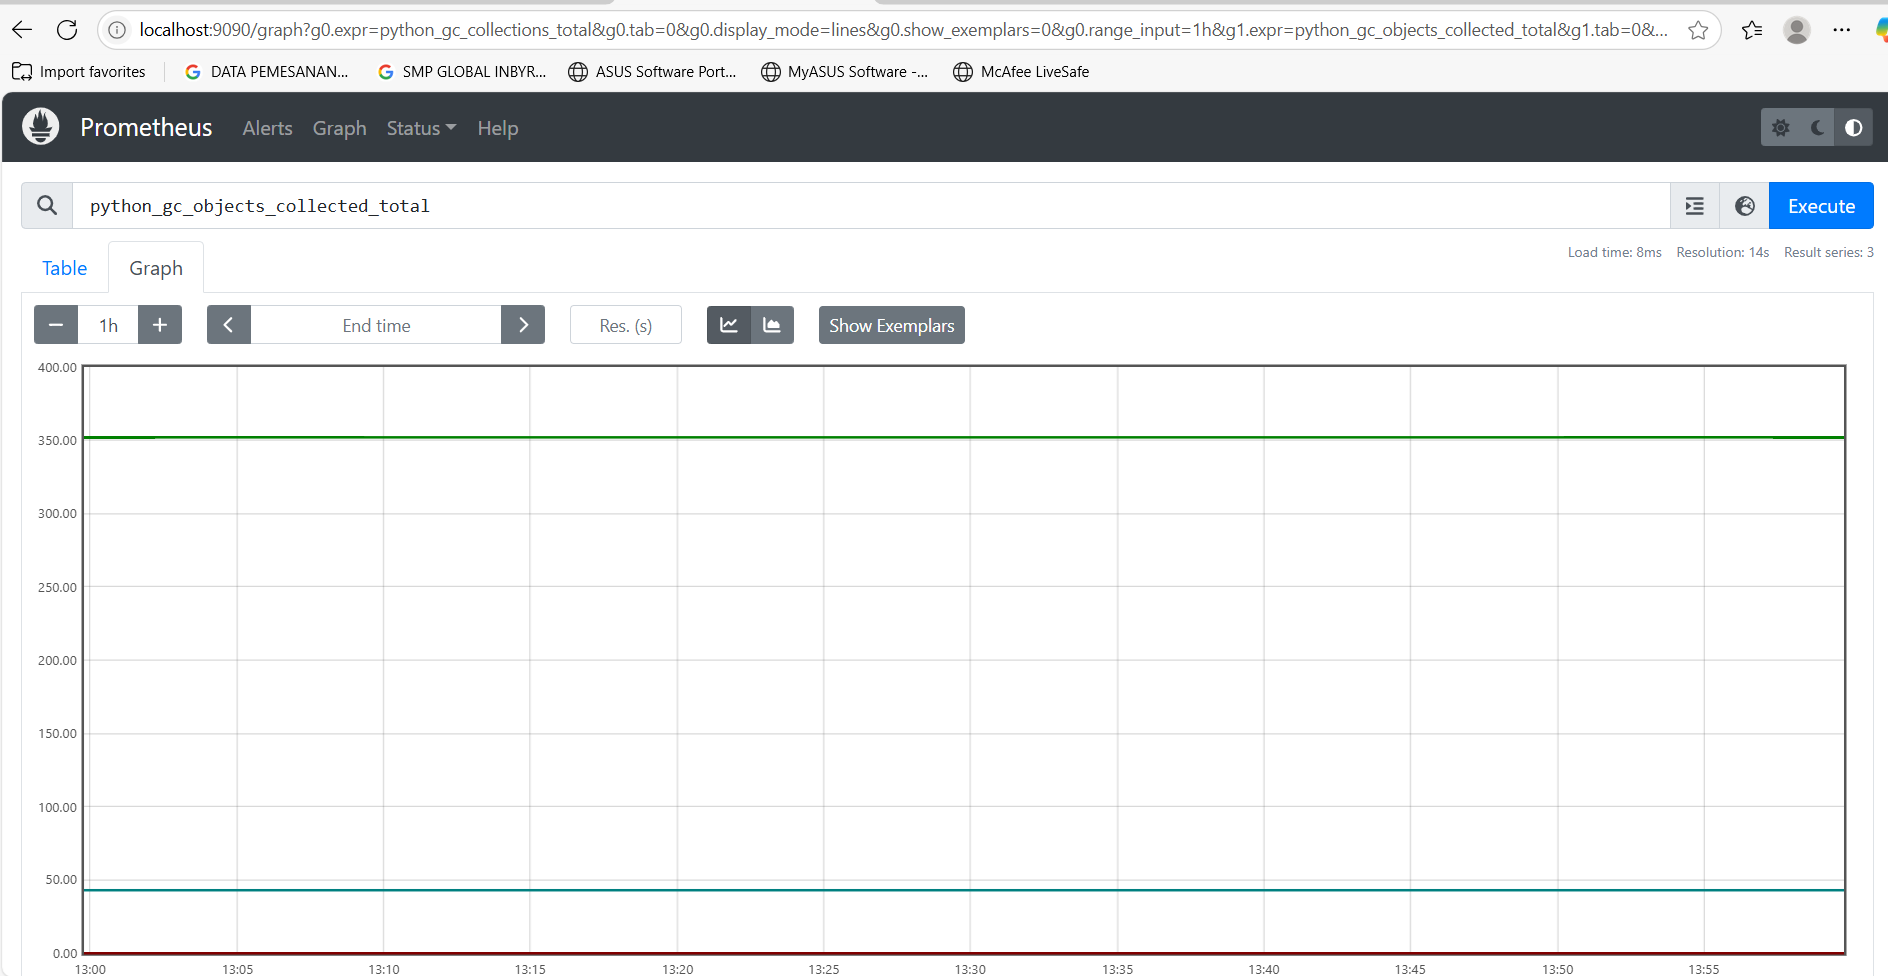 localhost:9090/graph?g0.expr=python_gc_collections_total&g0.tab=0&g0.display_mode=lines&g0.show_exemplars=0&g0.range_input=1h&g1.expr=python_gc_objects_collected_total&g1.tab=0&...
Import favorites DATA PEMESANAN... SMP GLOBAL INBYR... ASUS Software Port... MyASUS Software -... McAfee LiveSafe
Prometheus Alerts Graph Status Help
python_gc_objects_collected_total Execute
Load time: 8ms Resolution: 14s Result series: 3
Table Graph
1h End time Res. (s) Show Exemplars
400.00
350.00
300.00
250.00
200.00
150.00
100.00
50.00
0.00
13:00 13:05 13:10 13:15 13:20 13:25 13:30 13:35 13:40 13:45 13:50 13:55